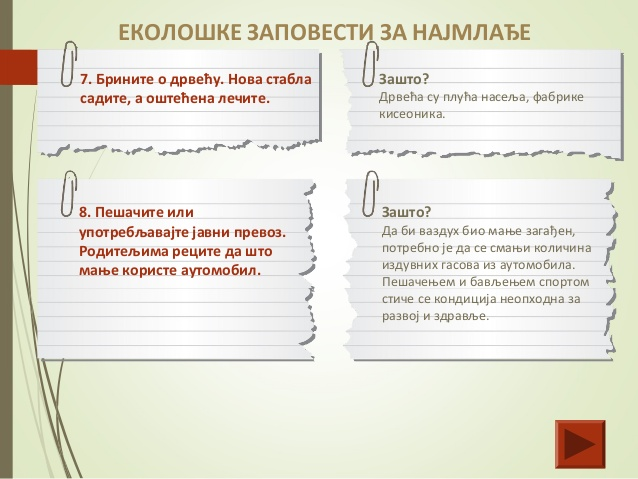 ЕКОЛОШКЕ ЗАПОВЕСТИ ЗА НАЈМЛАЂЕ
7. Брините о дрвећу. Нова стабла
садите, а оштећена лечите.
Зашто?
Дрвећа су плућа насеља, фабрике
кисеоника.
8. Пешачите или
употребљавајте јавни превоз.
Родитељима реците да што
мање користе аутомобил.
Зашто?
Да би ваздух био мање загађен,
потребно је да се смањи количина
издувних гасова из аутомобила.
Пешачењем и бављењем спортом
стиче се кондиција неопходна за
развој и здравље.